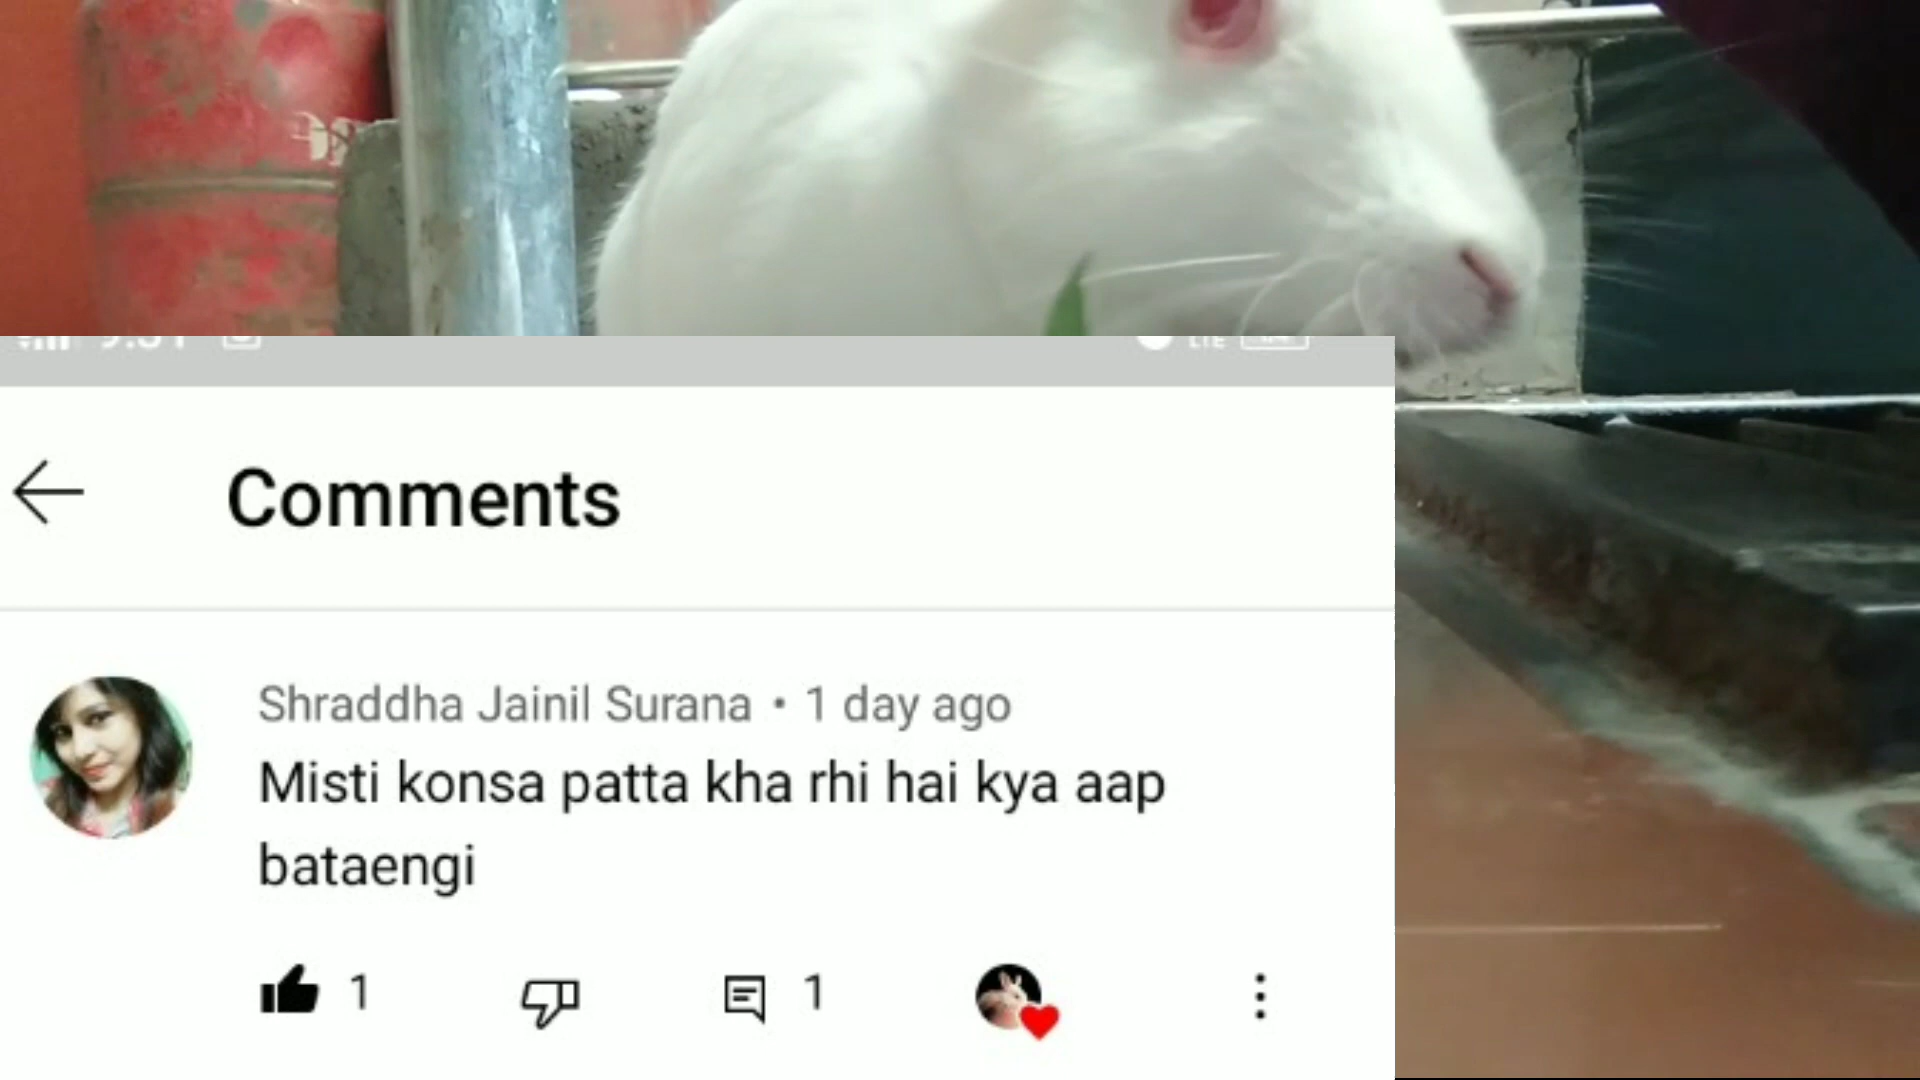 Comments
Shraddha Jainil Surana • 1 day ago
Misti konsa patta kha rhi hai kya aap
bataengi
1
1